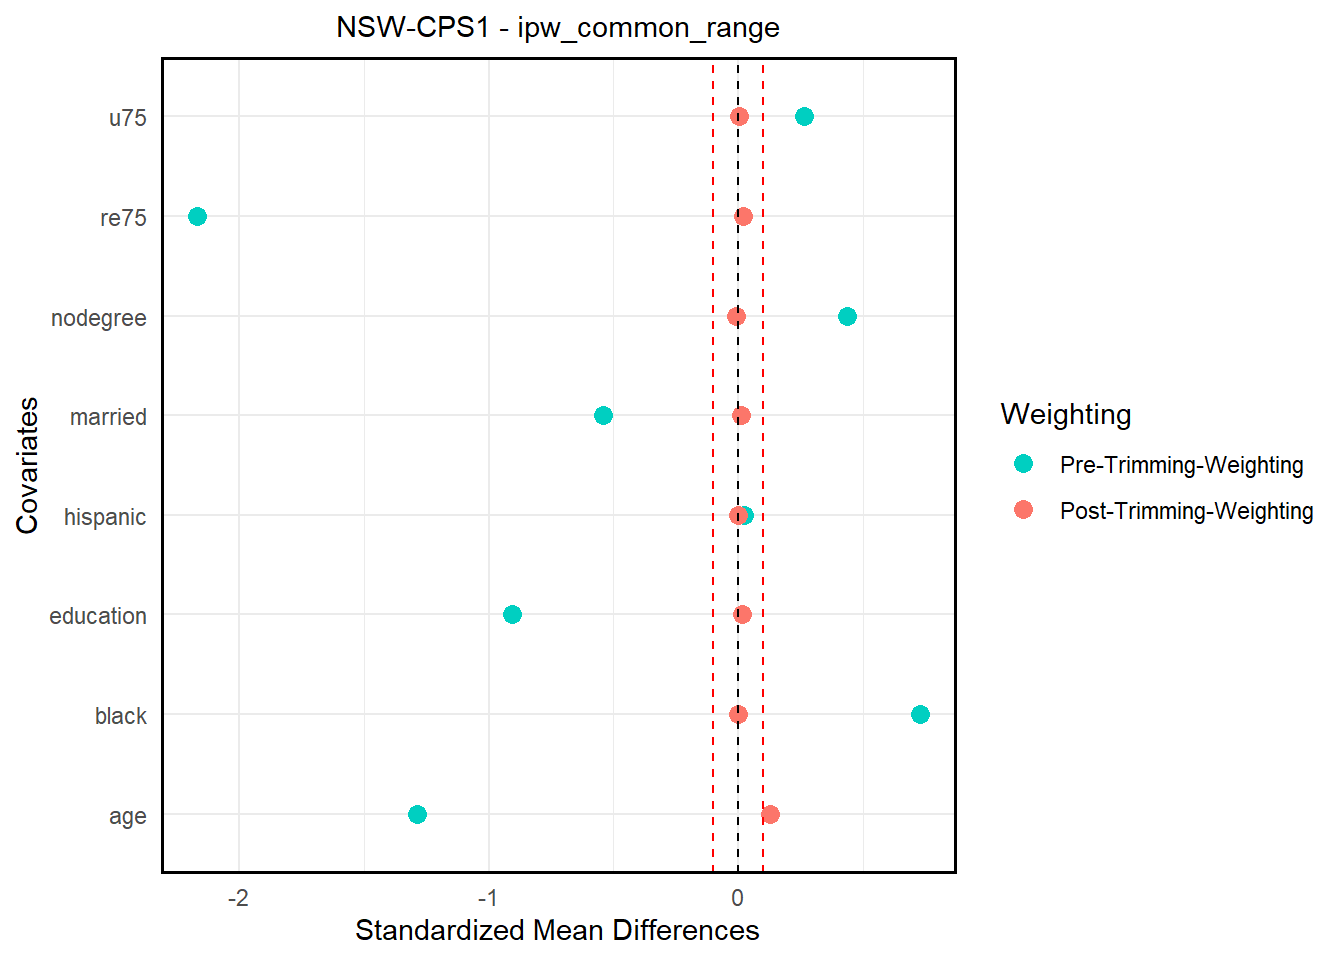 NSW-CPS1 - ipw_common_range
u75
re75
nodegree
married
hispanic
education
black
age
Covariates
-2
-1
0
Standardized Mean Differences
Weighting
Pre-Trimming-Weighting
Post-Trimming-Weighting